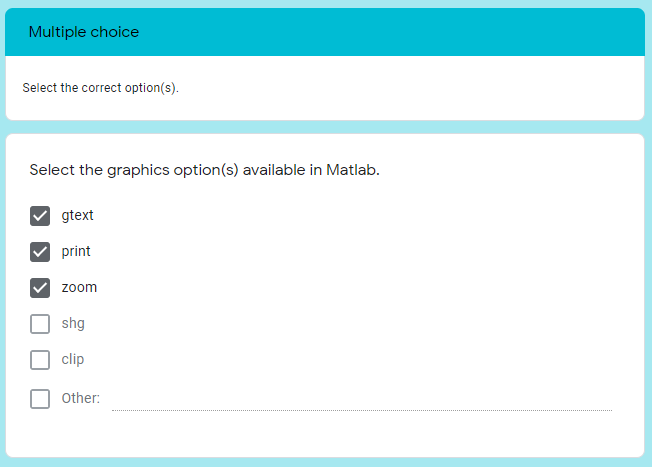 Multiple choice
Select the correct option(s).
Select the graphics option(s) available in Matlab.
gtext
print
zoom
shg
clip
Other: